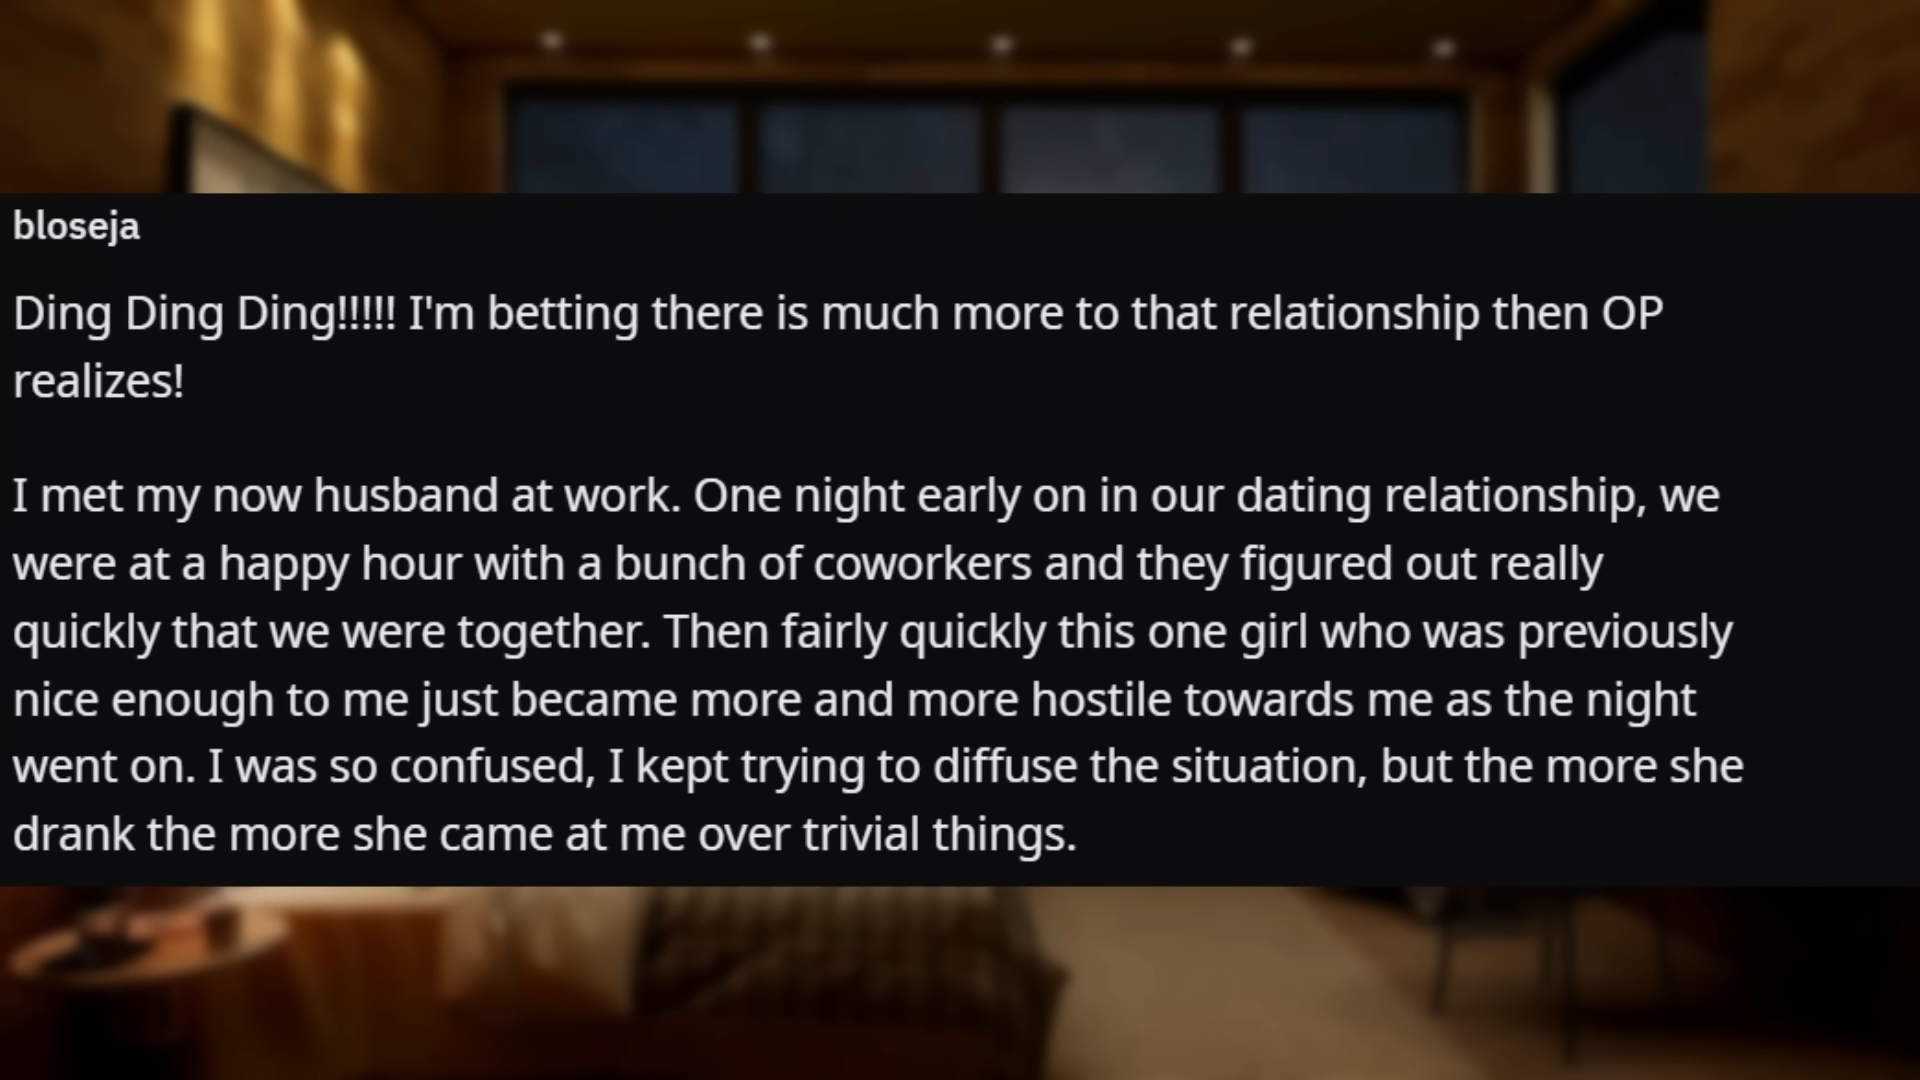 bloseja
Ding Ding Ding!!!!! I'm betting there is much more to that relationship then OP
realizes!
I met my now husband at work. One night early on in our dating relationship, we
were at a happy hour with a bunch of coworkers and they figured out really
quickly that we were together. Then fairly quickly this one girl who was previously
nice enough to me just became more and more hostile towards me as the night
went on. I was so confused, I kept trying to diffuse the situation, but the more she
drank the more she came at me over trivial things.